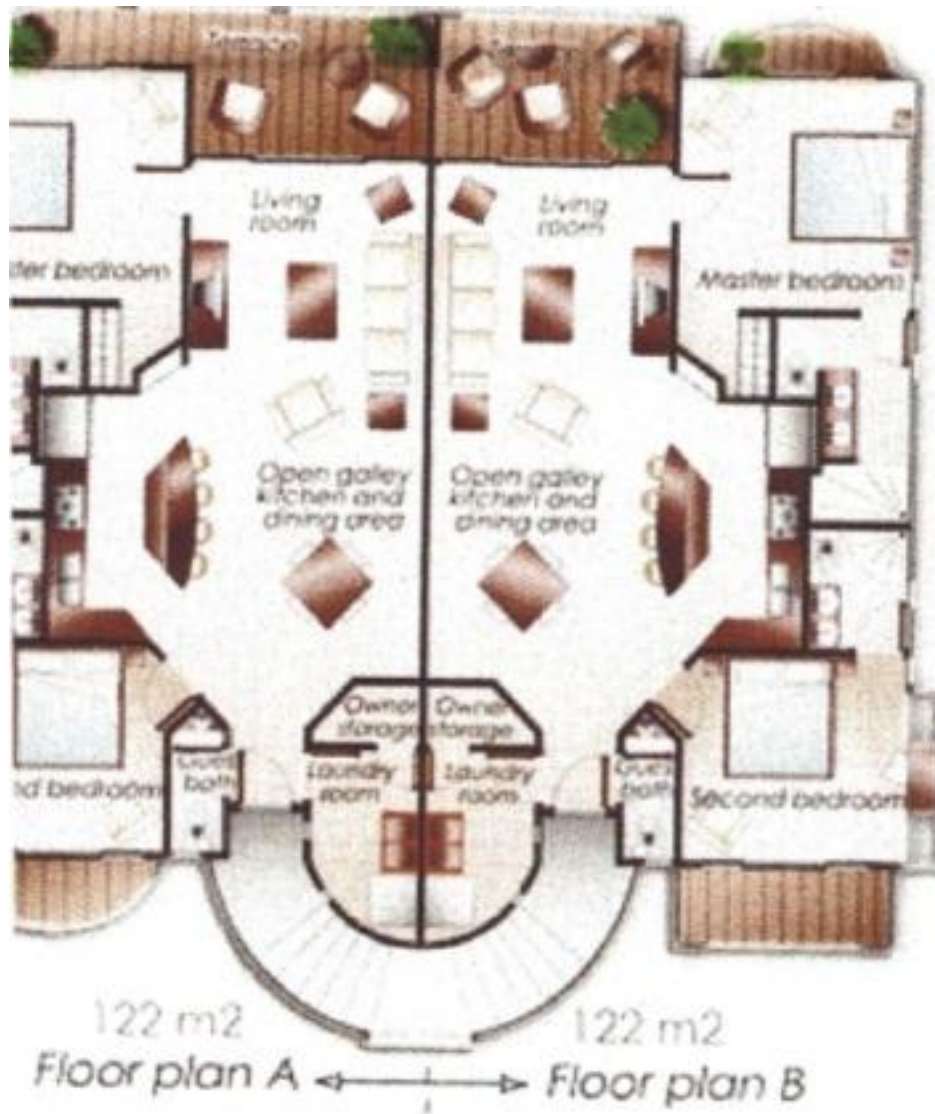 Terrace
Living
room
Living
room
ter bedroom
Master bedroom
Open galley
kitchen and
dining area
Open galley
kitchen and
dining area
Owner
storage
Owner
storage
Guest
bath
Laundry
room
Laundry
room
Guest
bath
nd bedroom
Second bedroom
122 m2
122 m2
Floor plan A
Floor plan B